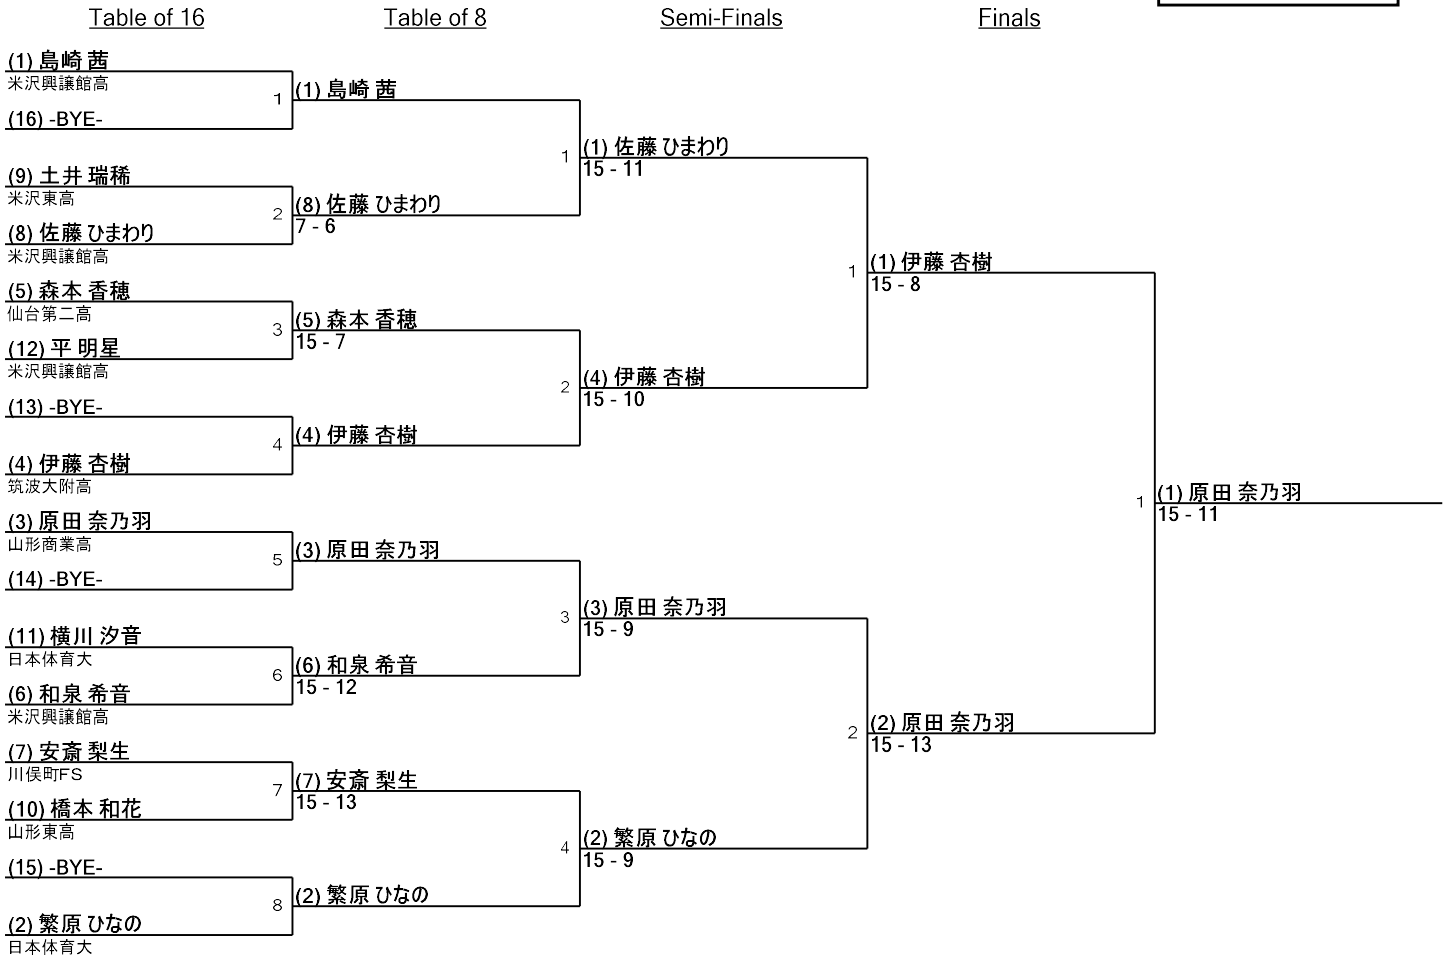 Table of 16
Table of 8
Semi-Finals
Finals
(1) 島崎 茜
米沢興譲館高
1
(16) -BYE-
(9) 土井 瑞稀
米沢東高
2
(8) 佐藤 ひまわり
米沢興譲館高
(5) 森本 香穂
仙台第二高
3
(12) 平 明星
米沢興譲館高
(13) -BYE-
4
(4) 伊藤 杏樹
筑波大附高
(3) 原田 奈乃羽
山形商業高
5
(14) -BYE-
(11) 横川 汐音
日本体育大
6
(6) 和泉 希音
米沢興譲館高
(7) 安斎 梨生
川俣町FS
7
(10) 橋本 和花
山形東高
(15) -BYE-
8
(2) 繁原 ひなの
日本体育大
(1) 島崎 茜
1
(8) 佐藤 ひまわり
7 - 6
(5) 森本 香穂
15 - 7
2
(4) 伊藤 杏樹
(3) 原田 奈乃羽
3
(6) 和泉 希音
15 - 12
(7) 安斎 梨生
15 - 13
4
(2) 繁原 ひなの
(1) 佐藤 ひまわり
15 - 11
1
(4) 伊藤 杏樹
15 - 10
(3) 原田 奈乃羽
15 - 9
2
(2) 繁原 ひなの
15 - 9
(1) 伊藤 杏樹
15 - 8
1
(2) 原田 奈乃羽
15 - 13
(1) 原田 奈乃羽
15 - 11